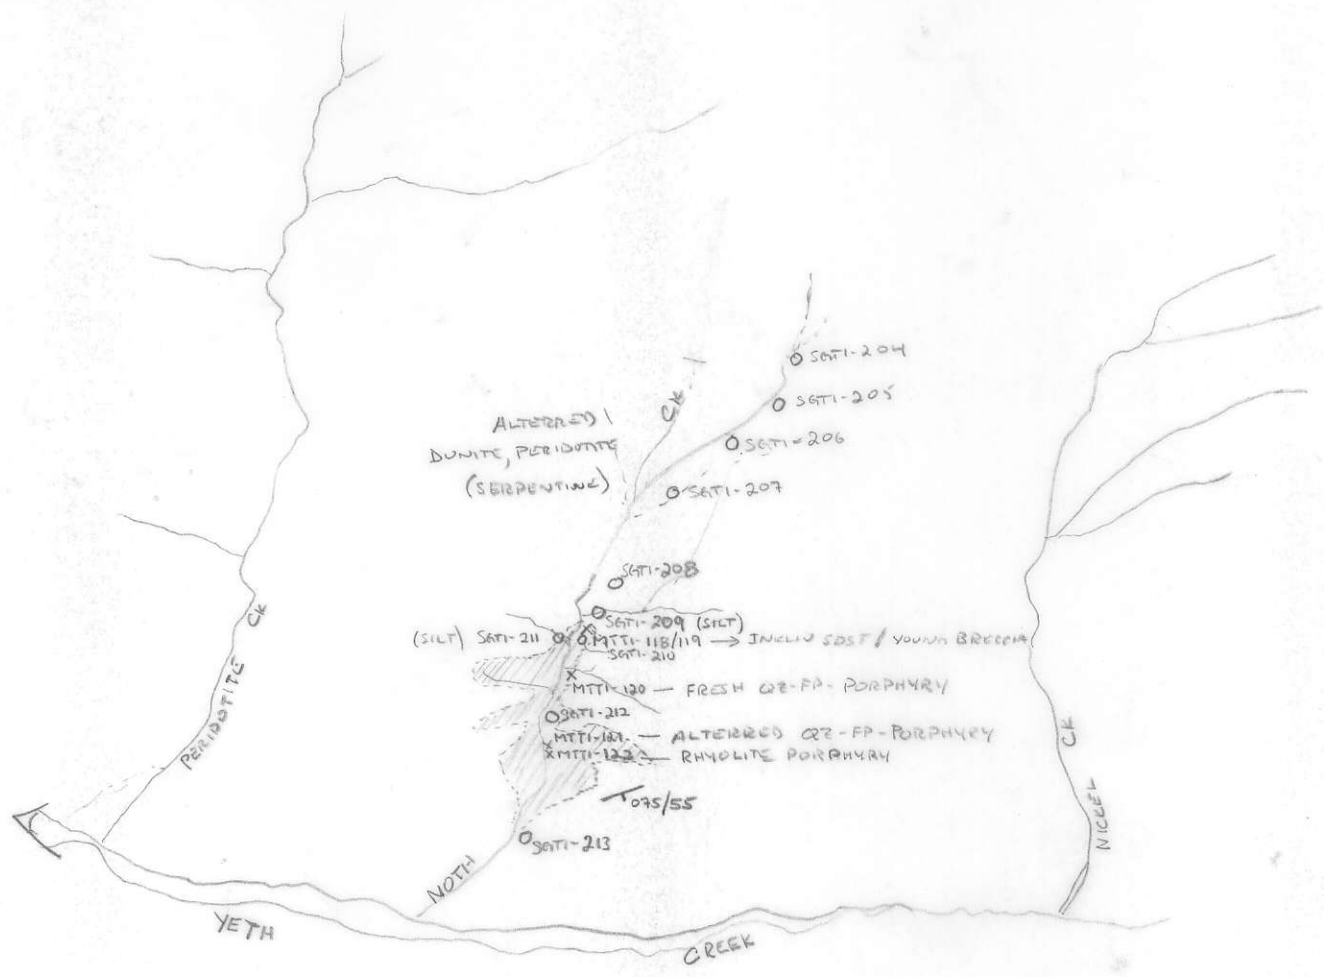 SGTI-204
CK
SGTI-205
ALTERRED
DUNITE, PERIDOTITE
(SERPENTINE)
SGTI-206
SGTI-207
SGTI-208
SGTI-209 (SILT)
(SILT) SGTI-211
MTTI-118/119 → INKLIN SDST / YOUNG BRECCIA
SGTI-210
MTTI-120 — FRESH QZ-FP-PORPHYRY
SGTI-212
MTTI-121 — ALTERRED QZ-FP-PORPHYRY
MTTI-122 — RHYOLITE PORPHYRY
075/55
SGTI-213
PERIDOTITE CK
NOTH
NICKEL CK
YETH CREEK